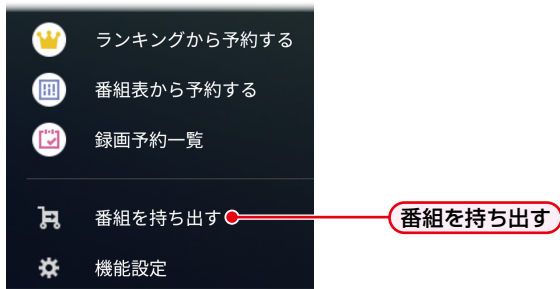 ランキングから予約する
番組表から予約する
録画予約一覧
番組を持ち出す
番組を持ち出す
機能設定